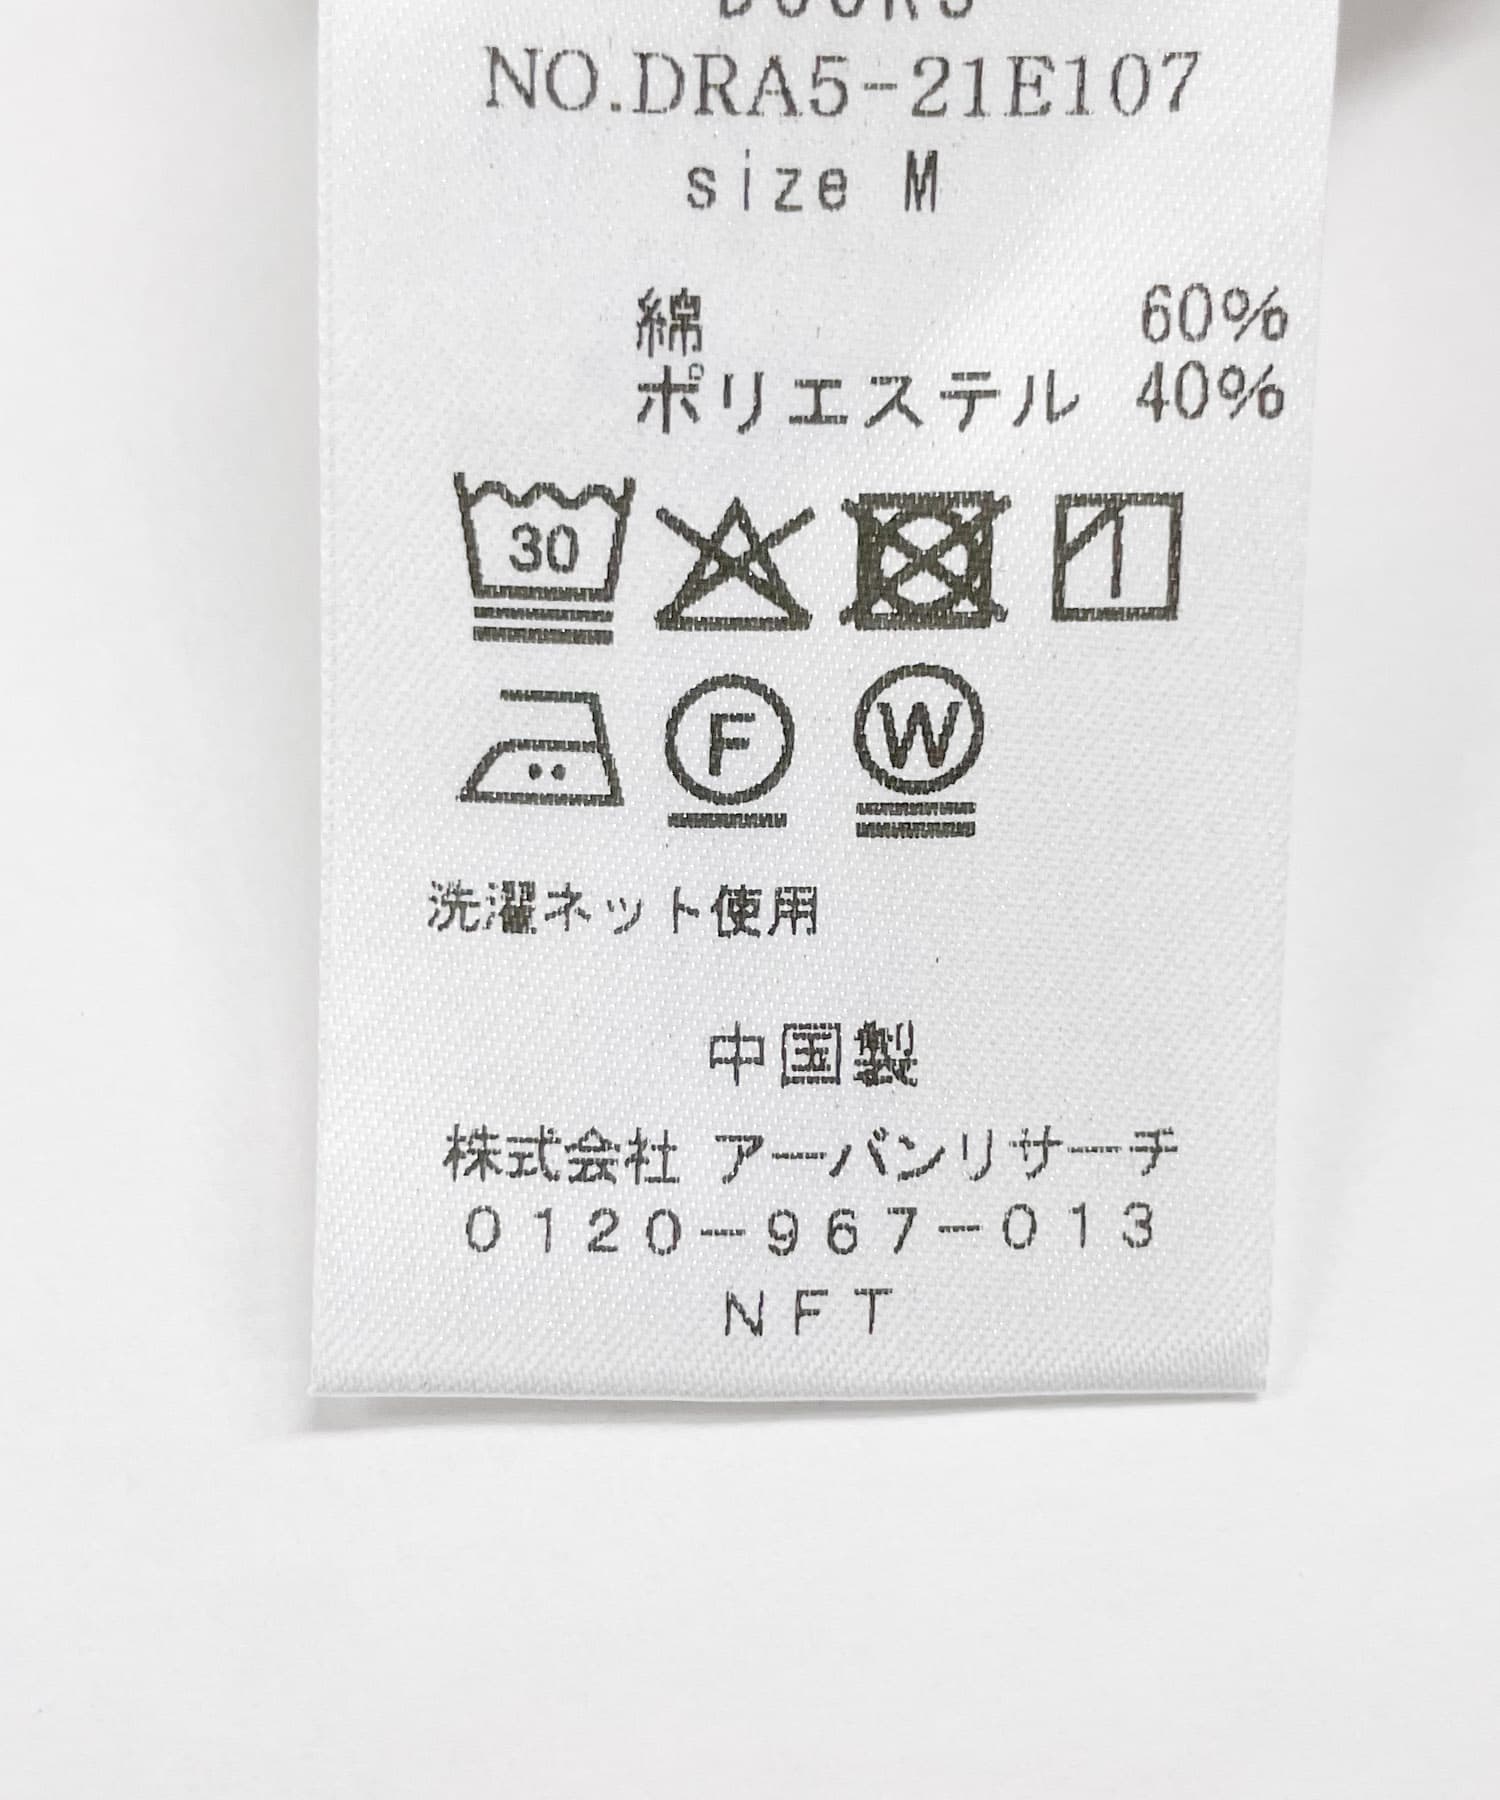 DOORS
NO.DRA5-21E107
size M
綿 60%
ポリエステル 40%
30
F W
洗濯ネット使用
中国製
株式会社 アーバンリサーチ
0120-967-013
NFT